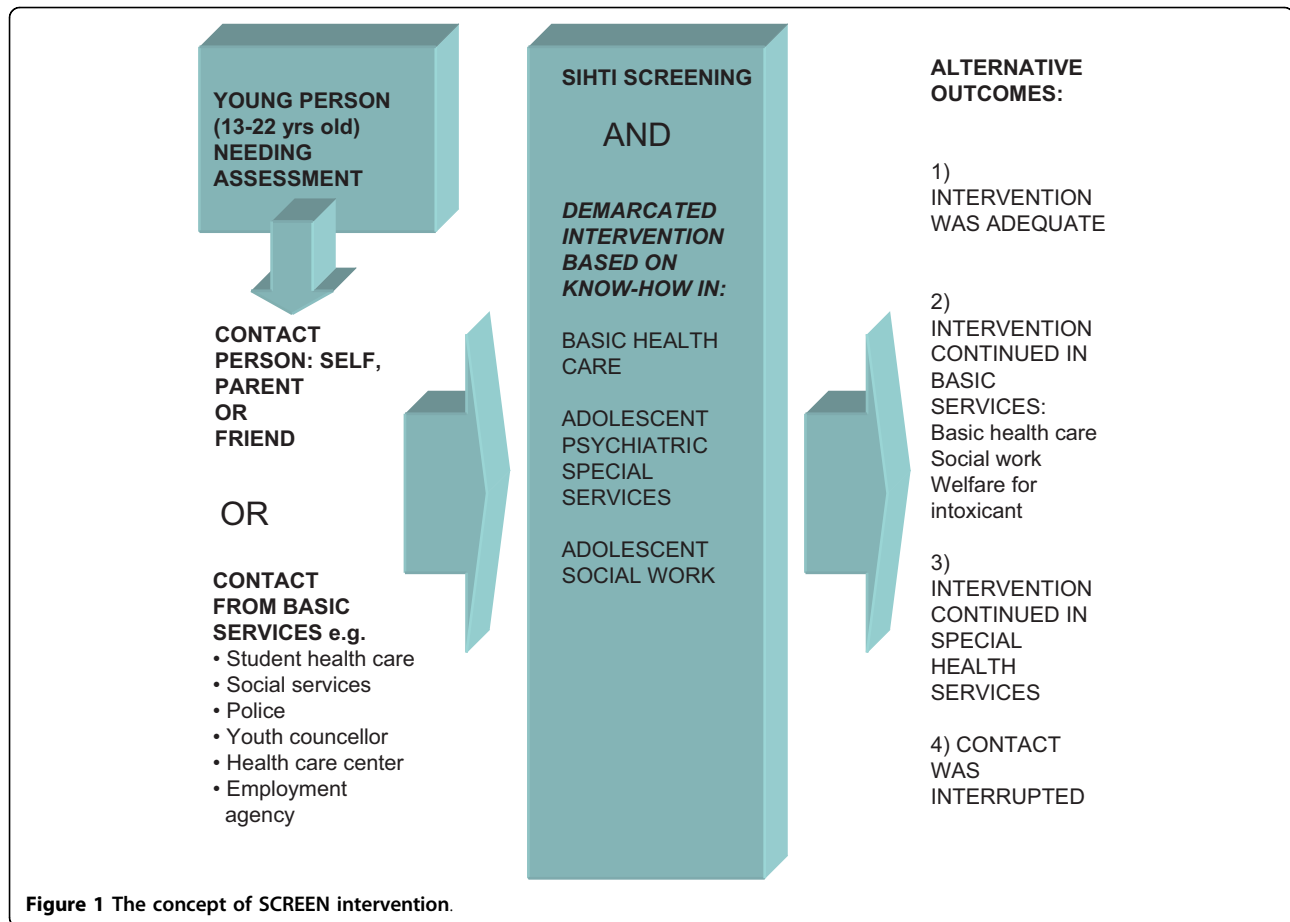 YOUNG PERSON
(13-22 yrs old)
NEEDING
ASSESSMENT
CONTACT
PERSON: SELF,
PARENT
OR
FRIEND
OR
CONTACT
FROM BASIC
SERVICES e.g.
• Student health care
• Social services
• Police
• Youth councellor
• Health care center
• Employment
agency
SIHTI SCREENING
AND
DEMARCATED
INTERVENTION
BASED ON
KNOW-HOW IN:
BASIC HEALTH
CARE
ADOLESCENT
PSYCHIATRIC
SPECIAL
SERVICES
ADOLESCENT
SOCIAL WORK
ALTERNATIVE
OUTCOMES:
1)
INTERVENTION
WAS ADEQUATE
2)
INTERVENTION
CONTINUED IN
BASIC
SERVICES:
Basic health care
Social work
Welfare for
intoxicant
3)
INTERVENTION
CONTINUED IN
SPECIAL
HEALTH
SERVICES
4) CONTACT
WAS
INTERRUPTED
Figure 1 The concept of SCREEN intervention.